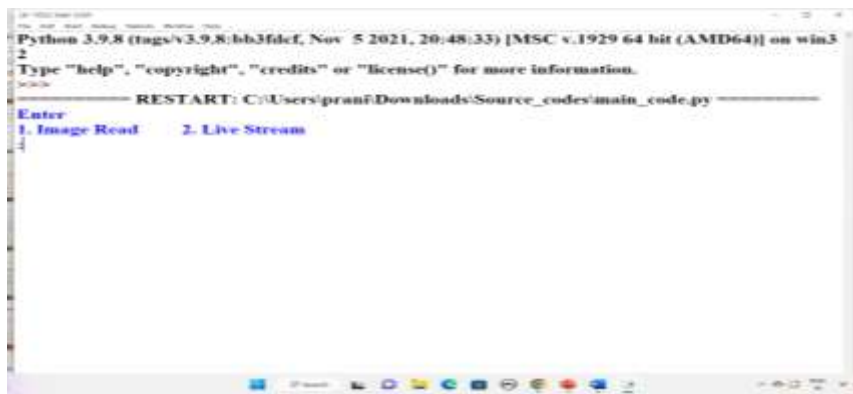 Python 3.9.8 (tags/v3.9.8:bb3fdcf, Nov  5 2021, 20:48:33) [MSC v.1929 64 bit (AMD64)] on win3
2
Type "help", "copyright", "credits" or "license()" for more information.
>>>
========== RESTART: C:\Users\prani\Downloads\Source_codes\main_code.py ==========
Enter
1. Image Read        2. Live Stream